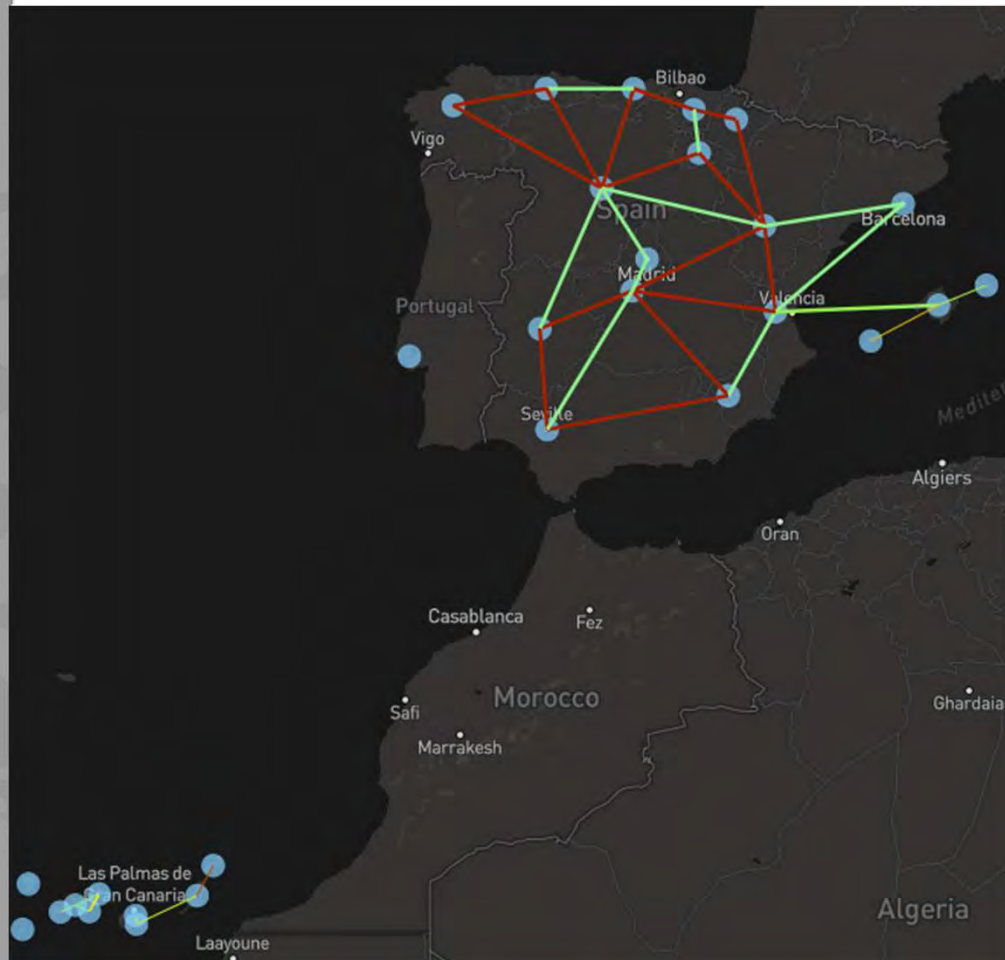 Bilbao
Vigo
Spain
Barcelona
Madrid
Valencia
Portugal
Seville
Algiers
Oran
Casablanca
Fez
Morocco
Safi
Ghardaia
Marrakesh
Las Palmas de
Gran Canaria
Algeria
Laayoune